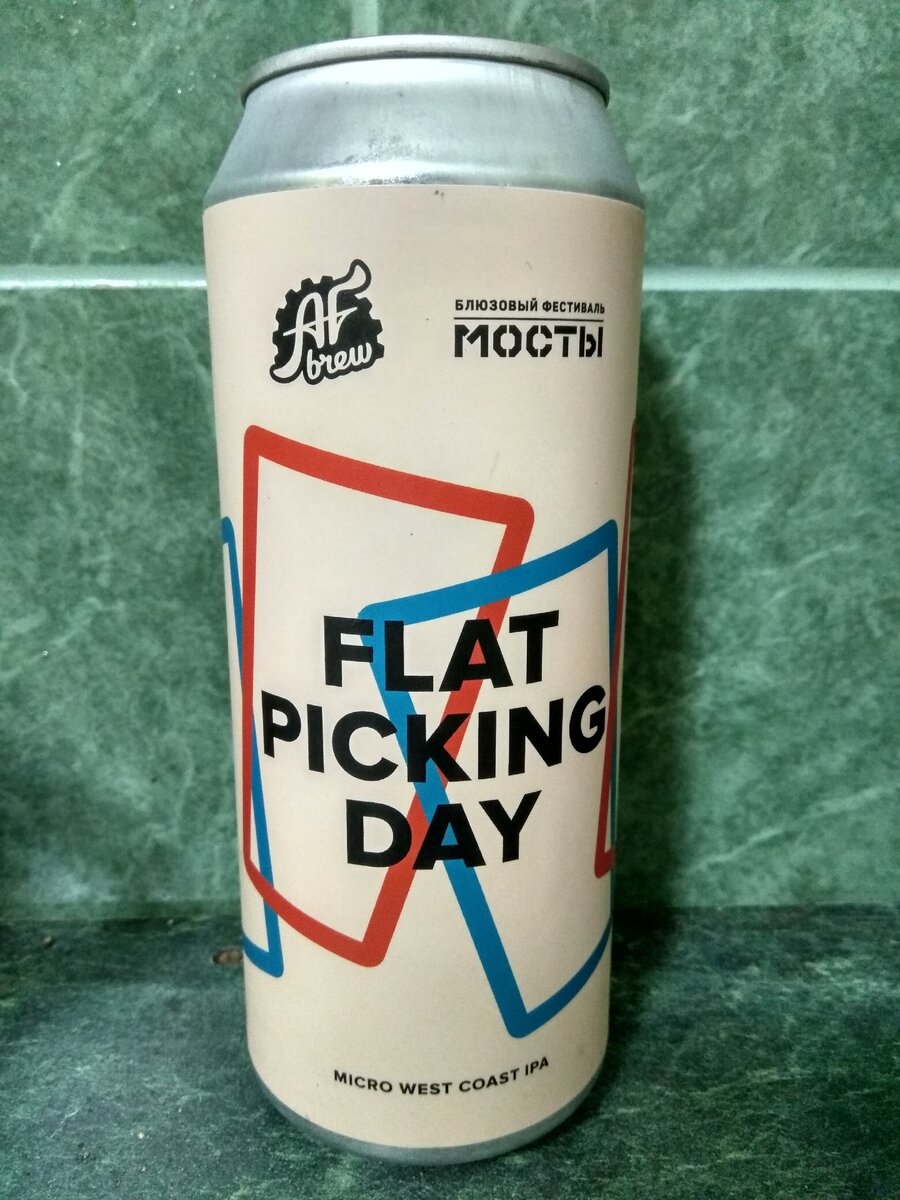 AF
brew
БЛЮЗОВЫЙ ФЕСТИВАЛЬ
МОСТЫ
FLAT
PICKING
DAY
MICRO WEST COAST IPA